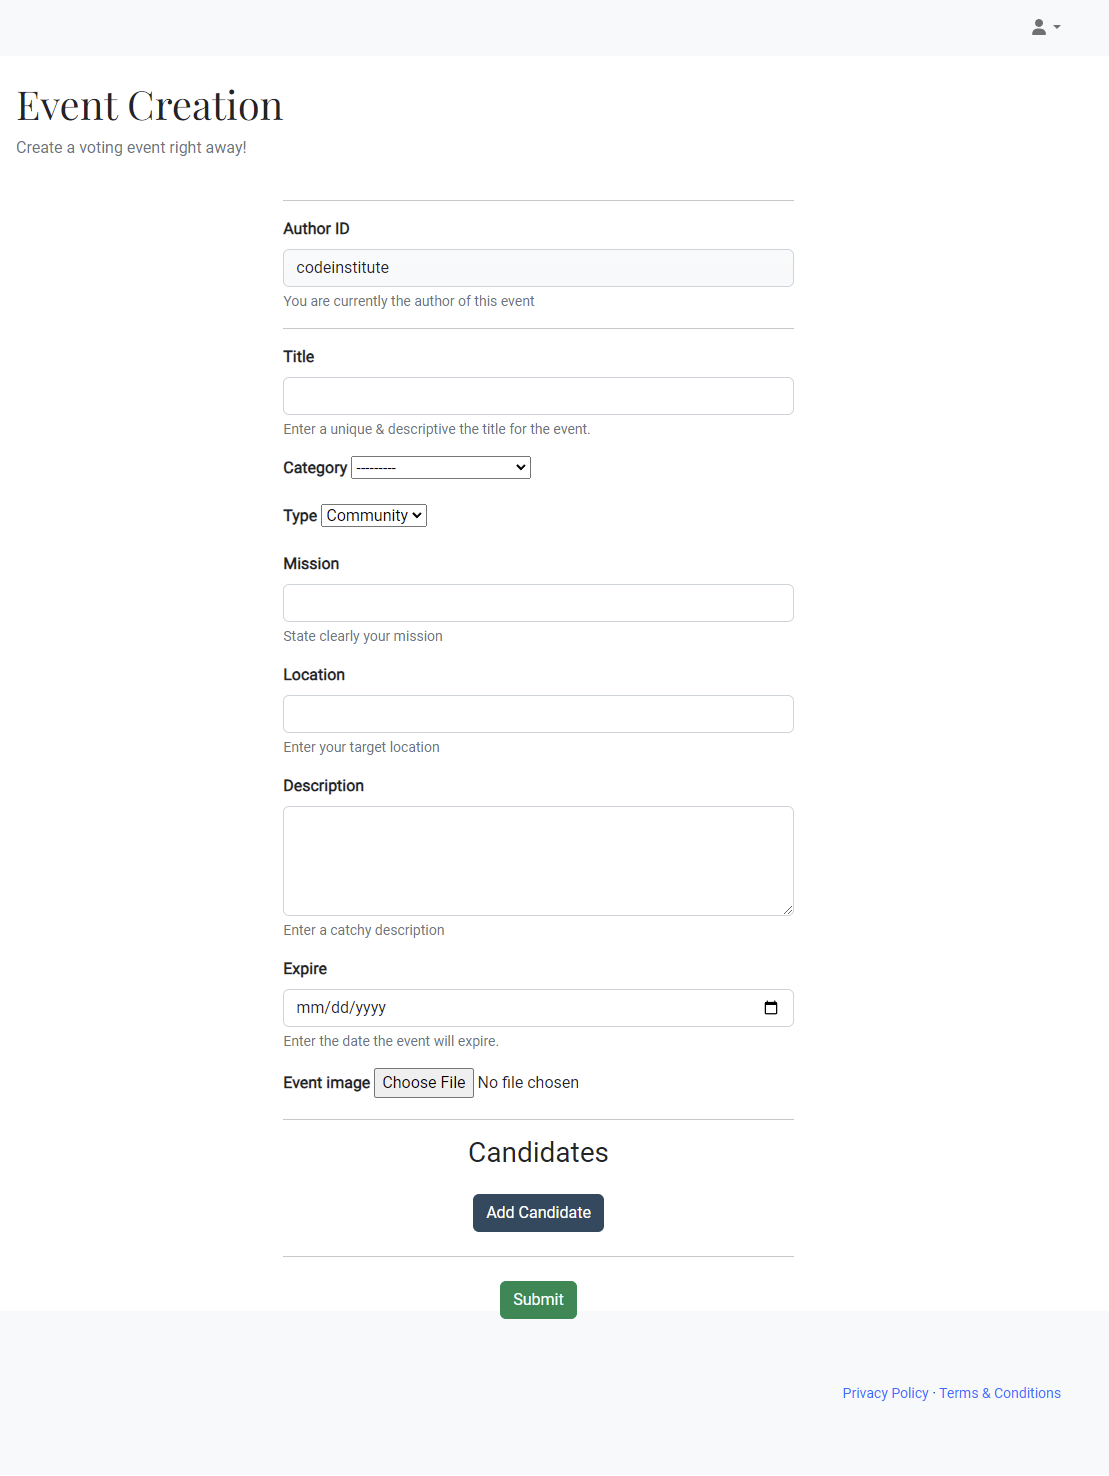 Event Creation
Create a voting event right away!
Author ID
codeinstitute
You are currently the author of this event
Title
Enter a unique & descriptive the title for the event.
Category ---------
Type Community
Mission
State clearly your mission
Location
Enter your target location
Description
Enter a catchy description
Expire
mm/dd/yyyy
Enter the date the event will expire.
Event image Choose File No file chosen
Candidates
Add Candidate
Submit
Privacy Policy · Terms & Conditions